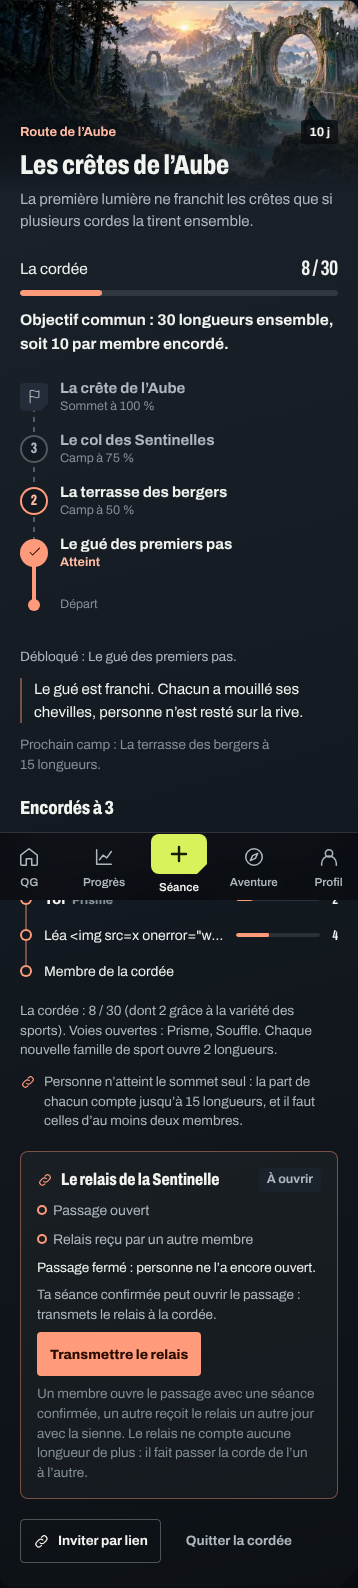 Route de l’Aube
10 j
Les crêtes de l’Aube
La première lumière ne franchit les crêtes que si
plusieurs cordes la tirent ensemble.
La cordée
8 / 30
Objectif commun : 30 longueurs ensemble,
soit 10 par membre encordé.
La crête de l’Aube
Sommet à 100 %
3
Le col des Sentinelles
Camp à 75 %
2
La terrasse des bergers
Camp à 50 %
Le gué des premiers pas
Atteint
Départ
Débloqué : Le gué des premiers pas.
Le gué est franchi. Chacun a mouillé ses
chevilles, personne n’est resté sur la rive.
Prochain camp : La terrasse des bergers à
15 longueurs.
Encordés à 3
QG
Progrès
Séance
Aventure
Profil
Prisme
2
Léa <img src=x onerror="w...
4
Membre de la cordée
La cordée : 8 / 30 (dont 2 grâce à la variété des
sports). Voies ouvertes : Prisme, Souffle. Chaque
nouvelle famille de sport ouvre 2 longueurs.
Personne n’atteint le sommet seul : la part de
chacun compte jusqu’à 15 longueurs, et il faut
celles d’au moins deux membres.
Le relais de la Sentinelle
À ouvrir
Passage ouvert
Relais reçu par un autre membre
Passage fermé : personne ne l’a encore ouvert.
Ta séance confirmée peut ouvrir le passage :
transmets le relais à la cordée.
Transmettre le relais
Un membre ouvre le passage avec une séance
confirmée, un autre reçoit le relais un autre jour
avec la sienne. Le relais ne compte aucune
longueur de plus : il fait passer la corde de l’un
à l’autre.
Inviter par lien
Quitter la cordée